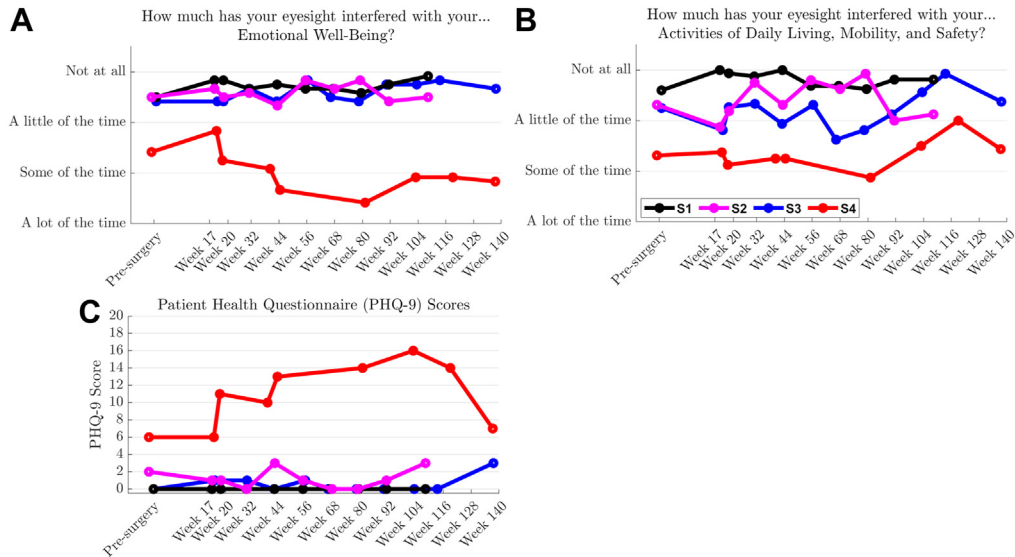 A
How much has your eyesight interfered with your...
Emotional Well-Being?
Not at all
A little of the time
Some of the time
A lot of the time
Pre-surgery
Week 17
Week 20
Week 32
Week 44
Week 56
Week 68
Week 80
Week 92
Week 104
Week 116
Week 128
Week 140
B
How much has your eyesight interfered with your...
Activities of Daily Living, Mobility, and Safety?
Not at all
A little of the time
Some of the time
A lot of the time
S1 S2 S3 S4
Pre-surgery
Week 17
Week 20
Week 32
Week 44
Week 56
Week 68
Week 80
Week 92
Week 104
Week 116
Week 128
Week 140
C
Patient Health Questionnaire (PHQ-9) Scores
PHQ-9 Score
20
18
16
14
12
10
8
6
4
2
0
Pre-surgery
Week 17
Week 20
Week 32
Week 44
Week 56
Week 68
Week 80
Week 92
Week 104
Week 116
Week 128
Week 140